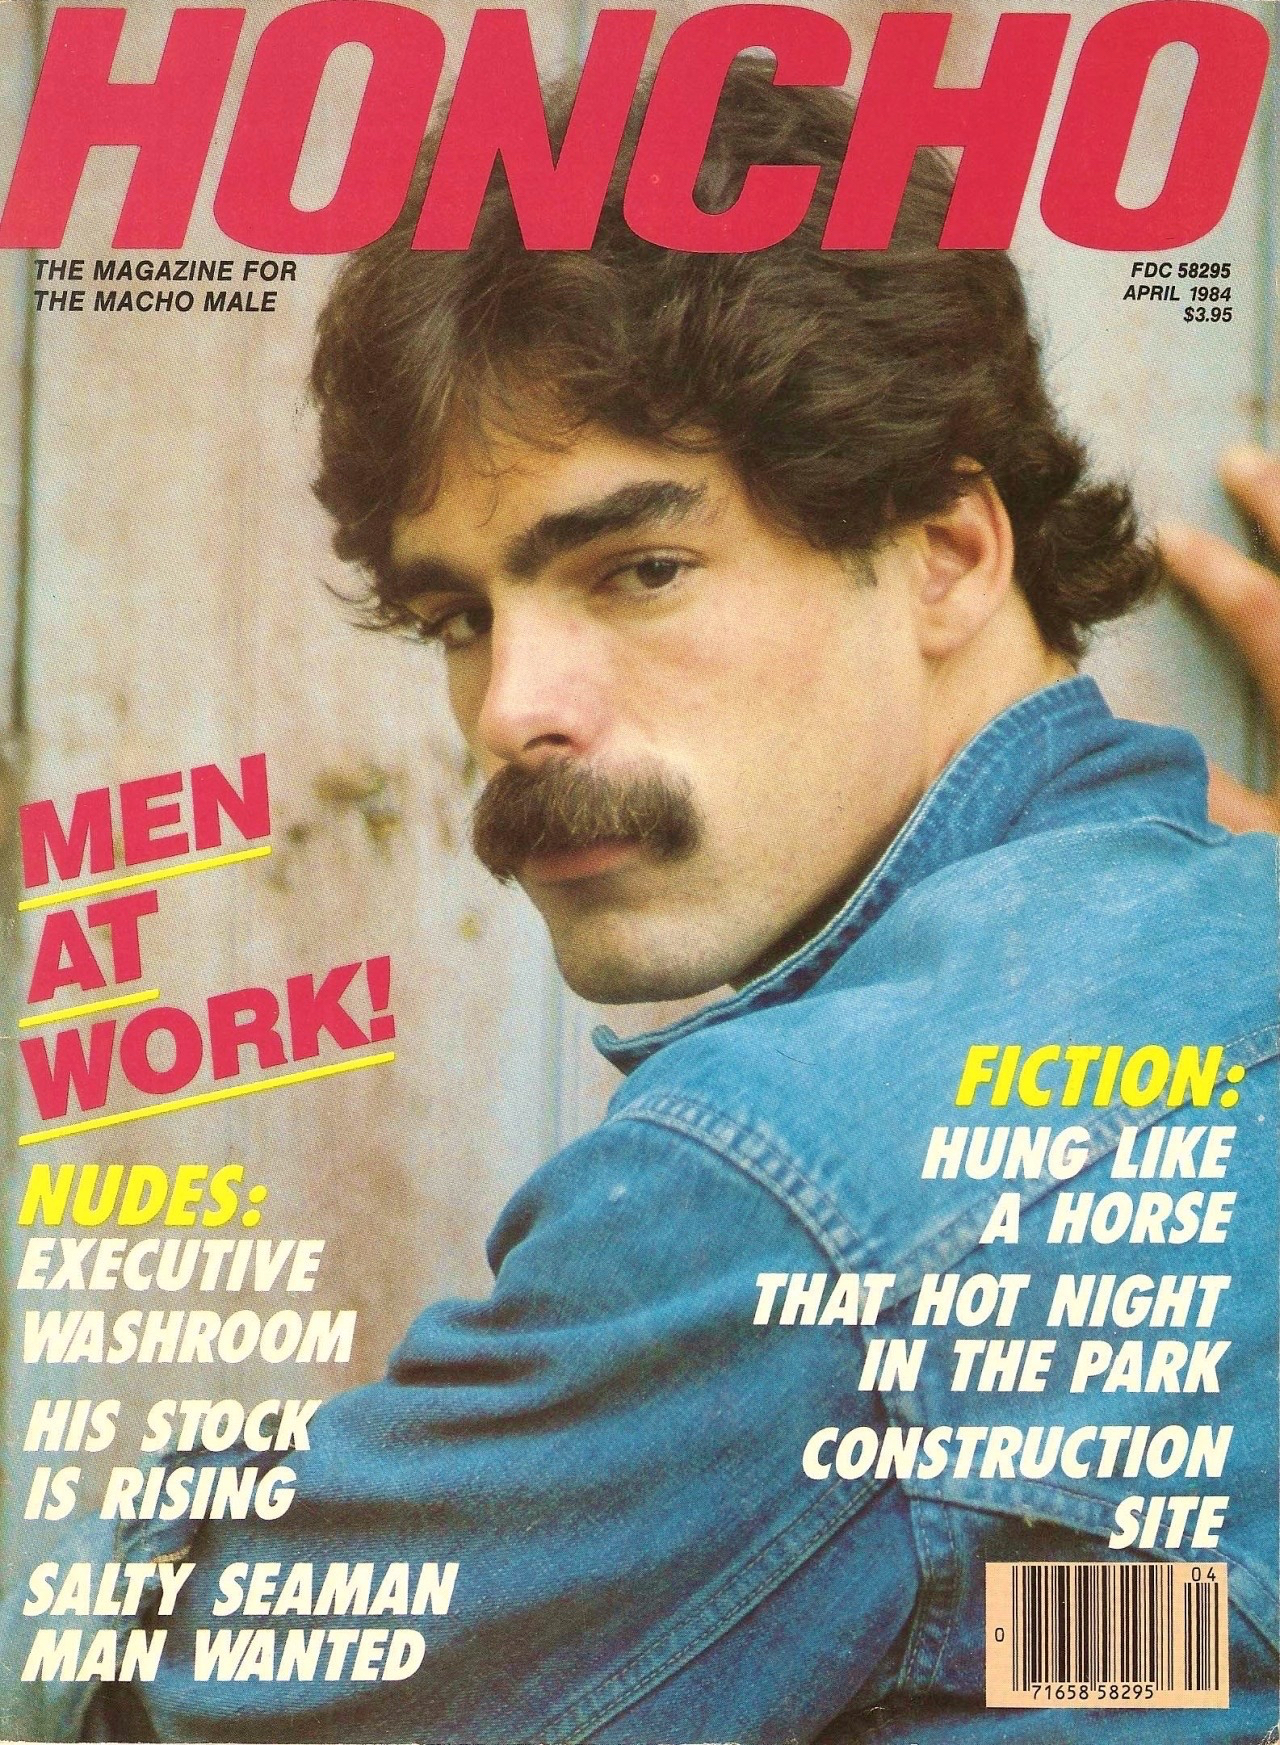 HONCHO
THE MAGAZINE FOR
THE MACHO MALE
FDC 58295
APRIL 1984
$3.95
MEN
AT
WORK!
NUDES:
EXECUTIVE
WASHROOM
HIS STOCK
IS RISING
SALTY SEAMAN
MAN WANTED
FICTION:
HUNG LIKE
A HORSE
THAT HOT NIGHT
IN THE PARK
CONSTRUCTION
SITE
04
0
71658 58295